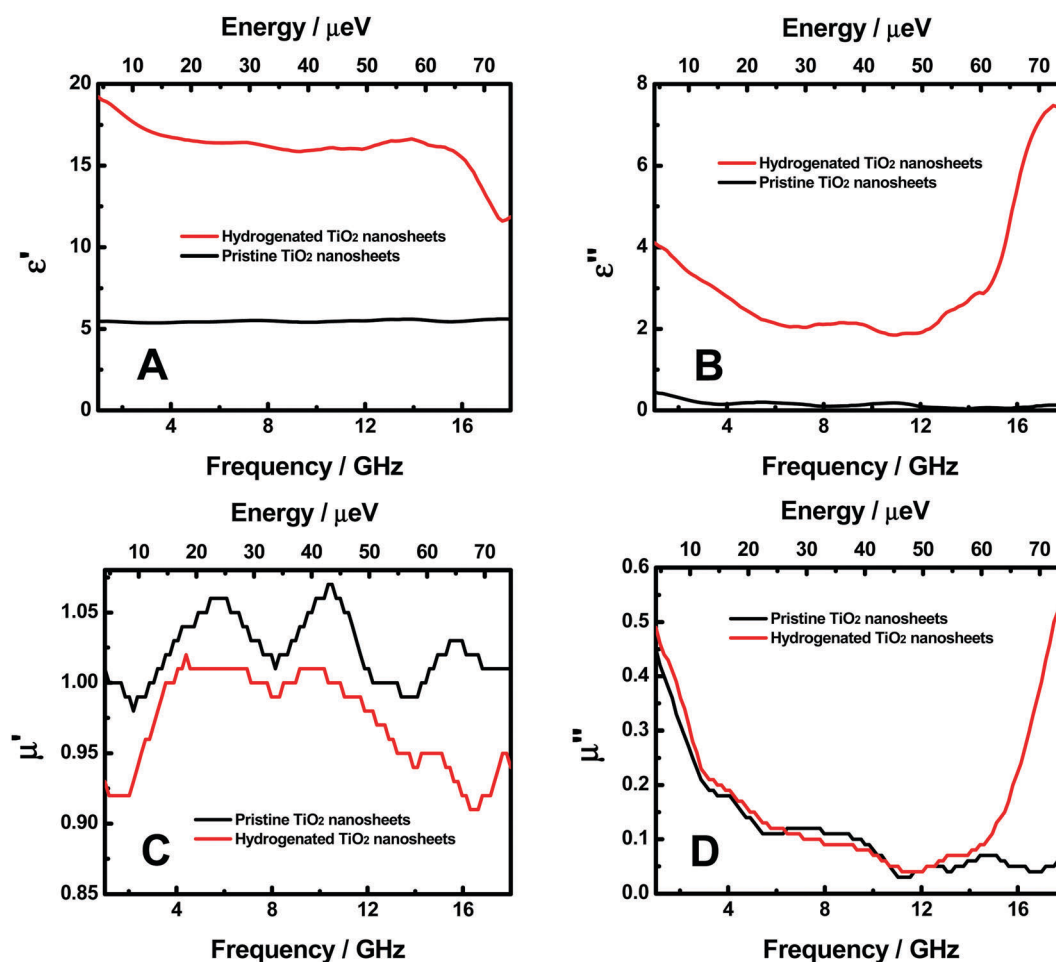 Energy / μeV
10 20 30 40 50 60 70
20
15
10
5
0
ε'
Hydrogenated TiO₂ nanosheets
Pristine TiO₂ nanosheets
A
4 8 12 16
Frequency / GHz
Energy / μeV
10 20 30 40 50 60 70
8
6
4
2
0
ε''
Hydrogenated TiO₂ nanosheets
Pristine TiO₂ nanosheets
B
4 8 12 16
Frequency / GHz
Energy / μeV
10 20 30 40 50 60 70
1.05
1.00
0.95
0.90
0.85
μ'
Pristine TiO₂ nanosheets
Hydrogenated TiO₂ nanosheets
C
4 8 12 16
Frequency / GHz
Energy / μeV
10 20 30 40 50 60 70
0.6
0.5
0.4
0.3
0.2
0.1
0.0
μ''
Pristine TiO₂ nanosheets
Hydrogenated TiO₂ nanosheets
D
4 8 12 16
Frequency / GHz